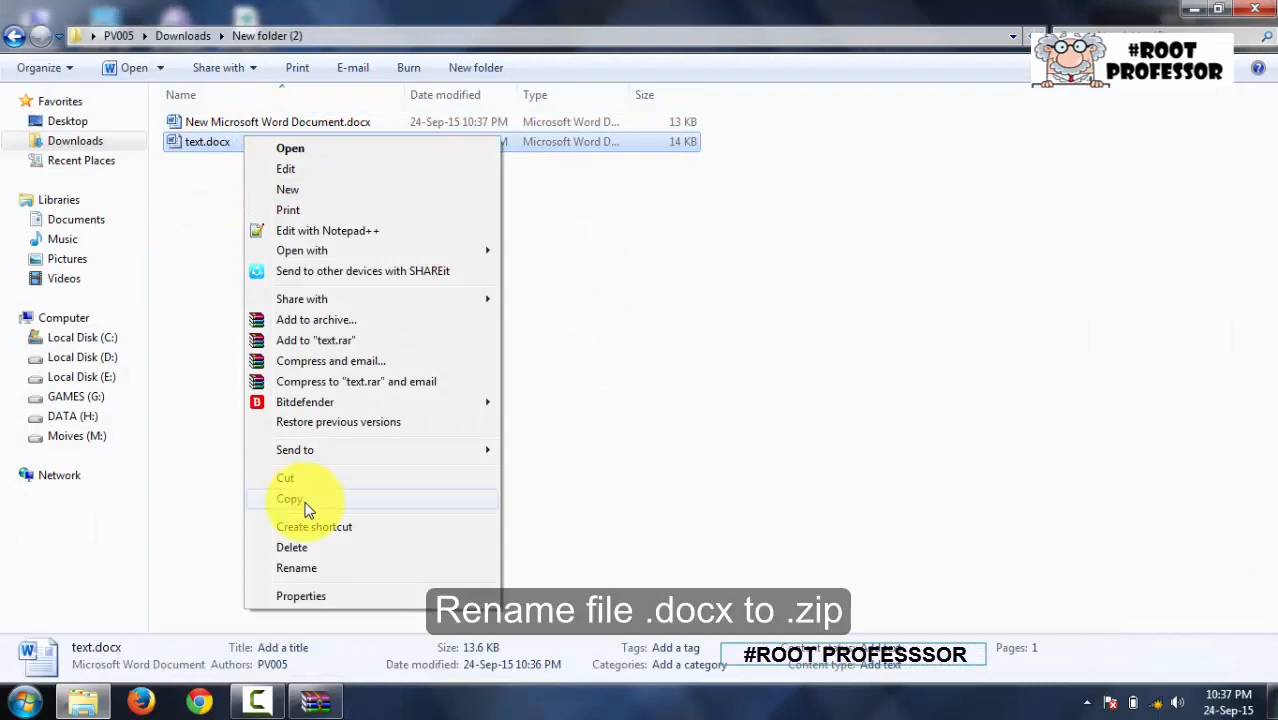 PV005 Downloads New folder (2)
#ROOT
PROFESSOR
Organize Open Share with Print E-mail Burn New folder
Name Date modified Type Size
Favorites
Desktop
Downloads
Recent Places
Libraries
Documents
Music
Pictures
Videos
Computer
Local Disk (C:)
Local Disk (D:)
Local Disk (E:)
GAMES (G:)
DATA (H:)
Moives (M:)
Network
New Microsoft Word Document.docx 24-Sep-15 10:37 PM Microsoft Word D... 13 KB
text.docx M Microsoft Word D... 14 KB
Open
Edit
New
Print
Edit with Notepad++
Open with
Send to other devices with SHAREit
Share with
Add to archive...
Add to "text.rar"
Compress and email...
Compress to "text.rar" and email
B Bitdefender
Restore previous versions
Send to
Cut
Copy
Create shortcut
Delete
Rename
Properties
Rename file .docx to .zip
text.docx Title: Add a title Size: 13.6 KB Tags: Add a tag Pages: 1
#ROOT PROFESSSOR
Microsoft Word Document Authors: PV005 Date modified: 24-Sep-15 10:36 PM Categories: Add a category Content type: Add text
10:37 PM
24-Sep-15